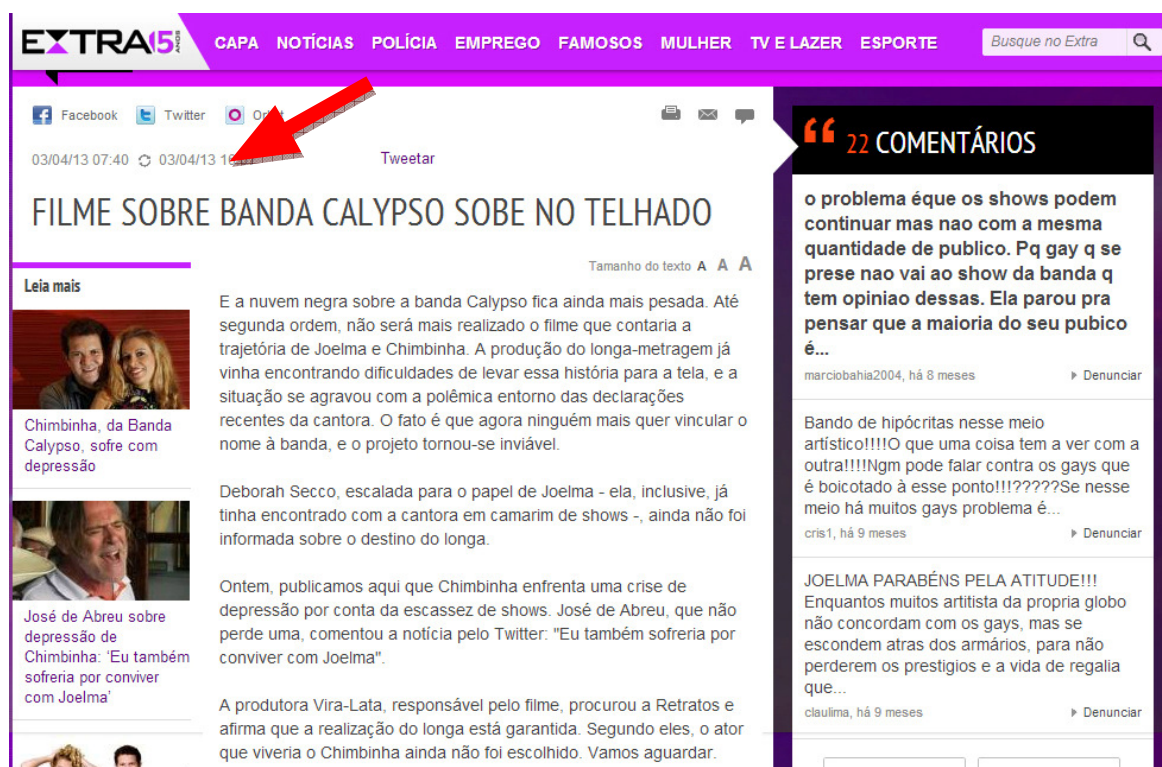 EXTRA 15 ANOS
CAPA NOTÍCIAS POLÍCIA EMPREGO FAMOSOS MULHER TV E LAZER ESPORTE
Busque no Extra
Facebook Twitter
03/04/13 07:40 03/04/13
Tweetar
FILME SOBRE BANDA CALYPSO SOBE NO TELHADO
Tamanho do texto A A A
Leia mais
Chimbinha, da Banda
Calypso, sofre com
depressão
José de Abreu sobre
depressão de
Chimbinha: ‘Eu também
sofreria por conviver
com Joelma’
E a nuvem negra sobre a banda Calypso fica ainda mais pesada. Até
segunda ordem, não será mais realizado o filme que contaria a
trajetória de Joelma e Chimbinha. A produção do longa-metragem já
vinha encontrando dificuldades de levar essa história para a tela, e a
situação se agravou com a polêmica entorno das declarações
recentes da cantora. O fato é que agora ninguém mais quer vincular o
nome à banda, e o projeto tornou-se inviável.
Deborah Secco, escalada para o papel de Joelma - ela, inclusive, já
tinha encontrado com a cantora em camarim de shows -, ainda não foi
informada sobre o destino do longa.
Ontem, publicamos aqui que Chimbinha enfrenta uma crise de
depressão por conta da escassez de shows. José de Abreu, que não
perde uma, comentou a notícia pelo Twitter: "Eu também sofreria por
conviver com Joelma".
A produtora Vira-Lata, responsável pelo filme, procurou a Retratos e
afirma que a realização do longa está garantida. Segundo eles, o ator
que viveria o Chimbinha ainda não foi escolhido. Vamos aguardar.
22 COMENTÁRIOS
o problema éque os shows podem
continuar mas nao com a mesma
quantidade de publico. Pq gay q se
prese nao vai ao show da banda q
tem opiniao dessas. Ela parou pra
pensar que a maioria do seu pubico
é...
marciobahia2004, há 8 meses Denunciar
Bando de hipócritas nesse meio
artístico!!!!O que uma coisa tem a ver com a
outra!!!!Ngm pode falar contra os gays que
é boicotado à esse ponto!!!?????Se nesse
meio há muitos gays problema é...
cris1, há 9 meses Denunciar
JOELMA PARABÉNS PELA ATITUDE!!!
Enquantos muitos artitista da propria globo
não concordam com os gays, mas se
escondem atras dos armários, para não
perderem os prestigios e a vida de regalia
que...
claulima, há 9 meses Denunciar